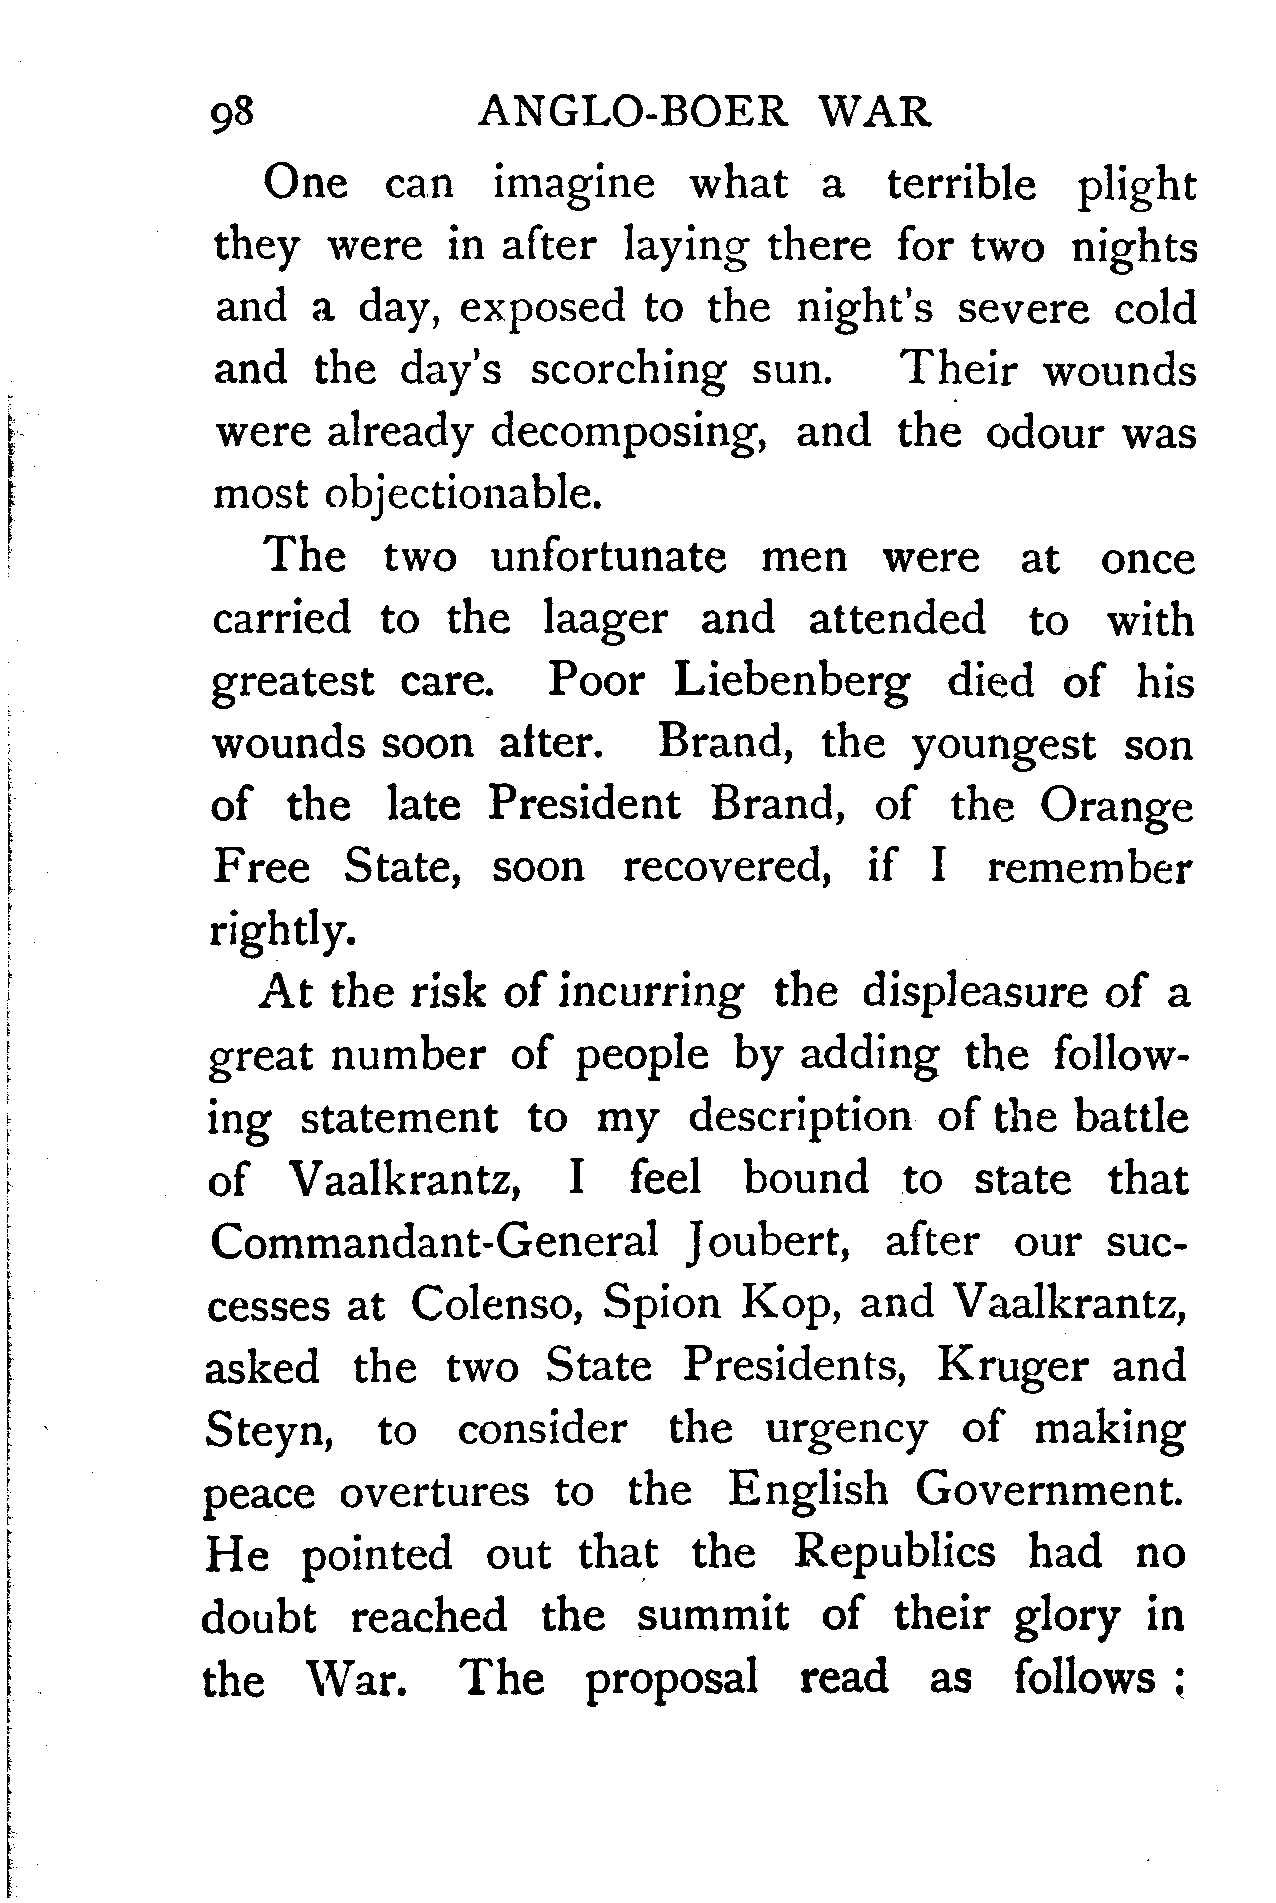 98 ANGLO-BOER WAR
One can imagine what a terrible plight
they were in after laying there for two nights
and a day, exposed to the night's severe cold
and the day's scorching sun. Their wounds
were already decomposing, and the odour was
most objectionable.
The two unfortunate men were at once
carried to the laager and attended to with
greatest care. Poor Liebenberg died of his
wounds soon after. Brand, the youngest son
of the late President Brand, of the Orange
Free State, soon recovered, if I remember
rightly.
At the risk of incurring the displeasure of a
great number of people by adding the follow-
ing statement to my description of the battle
of Vaalkrantz, I feel bound to state that
Commandant-General Joubert, after our suc-
cesses at Colenso, Spion Kop, and Vaalkrantz,
asked the two State Presidents, Kruger and
Steyn, to consider the urgency of making
peace overtures to the English Government.
He pointed out that the Republics had no
doubt reached the summit of their glory in
the War. The proposal read as follows ;